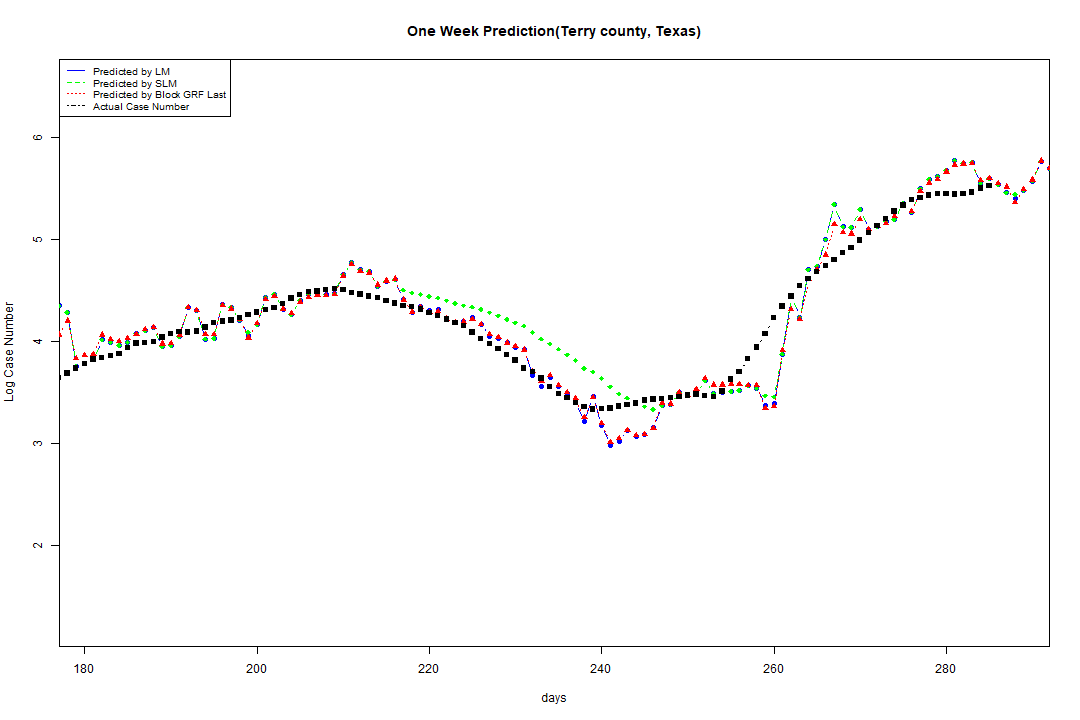 One Week Prediction(Terry county, Texas)
Predicted by LM
Predicted by SLM
Predicted by Block GRF Last
Actual Case Number
6
5
4
3
2
Log Case Number
180 200 220 240 260 280
days